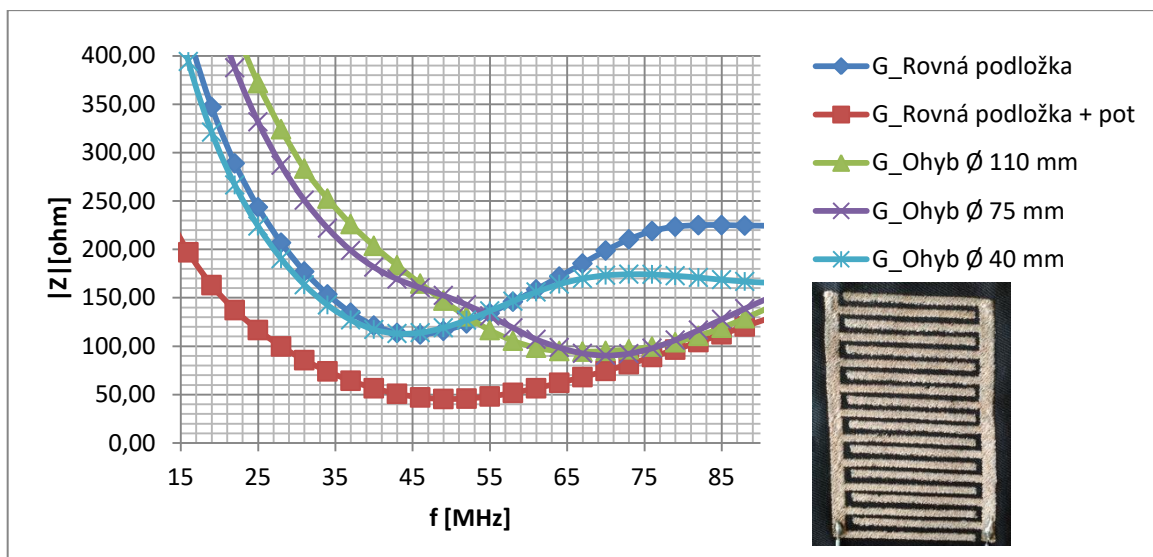 400,00
350,00
300,00
250,00
200,00
150,00
100,00
50,00
0,00
|Z| [ohm]
15 25 35 45 55 65 75 85
f [MHz]
G_Rovná podložka
G_Rovná podložka + pot
G_Ohyb Ø 110 mm
G_Ohyb Ø 75 mm
G_Ohyb Ø 40 mm